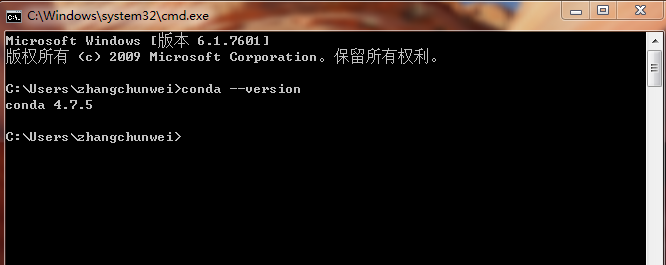 C:\Windows\system32\cmd.exe
Microsoft Windows [版本 6.1.7601]
版权所有 (c) 2009 Microsoft Corporation。保留所有权利。
C:\Users\zhangchunwei>conda --version
conda 4.7.5
C:\Users\zhangchunwei>